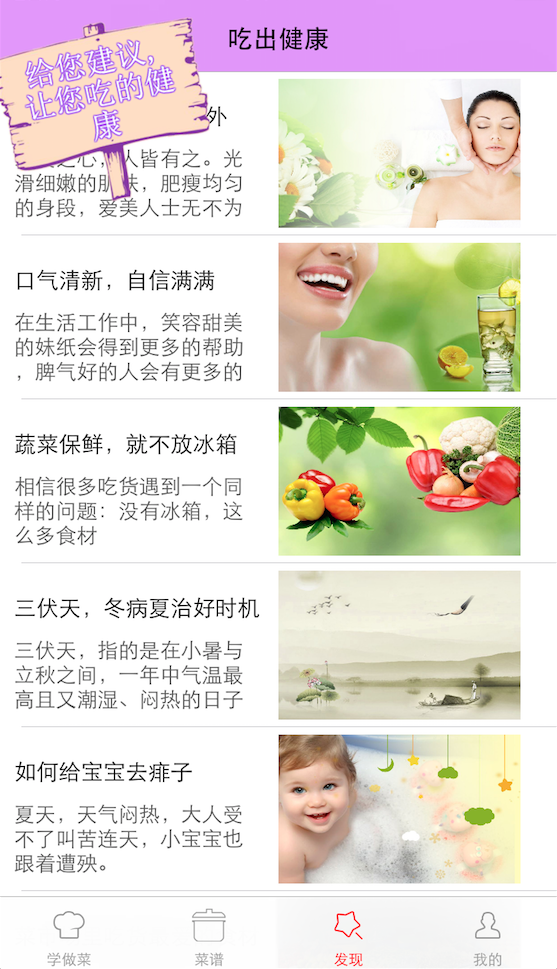 吃出健康
给您建议,
让您吃的健
康
外
之心，人皆有之。光
滑细嫩的肌肤，肥瘦均匀
的身段，爱美人士无不为
口气清新，自信满满
在生活工作中，笑容甜美
的妹纸会得到更多的帮助
，脾气好的人会有更多的
蔬菜保鲜，就不放冰箱
相信很多吃货遇到一个同
样的问题：没有冰箱，这
么多食材
三伏天，冬病夏治好时机
三伏天，指的是在小暑与
立秋之间，一年中气温最
高且又潮湿、闷热的日子
如何给宝宝去痱子
夏天，天气闷热，大人受
不了叫苦连天，小宝宝也
跟着遭殃。
学做菜
菜谱
发现
我的